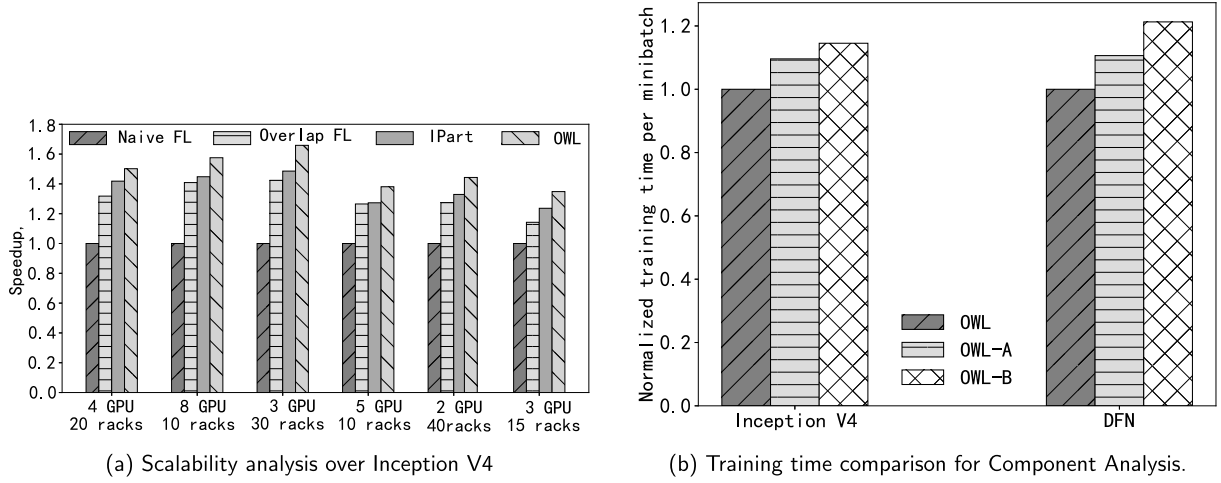 1.8
1.6
1.4
1.2
1.0
0.8
0.6
0.4
0.2
0.0
Speedup,
Naive FL Overlap FL IPart OWL
4 GPU 8 GPU 3 GPU 5 GPU 2 GPU 3 GPU
20 racks 10 racks 30 racks 10 racks 40racks 15 racks
(a) Scalability analysis over Inception V4
1.2
1.0
0.8
0.6
0.4
0.2
0.0
Normalized training time per minibatch
OWL
OWL-A
OWL-B
Inception V4 DFN
(b) Training time comparison for Component Analysis.